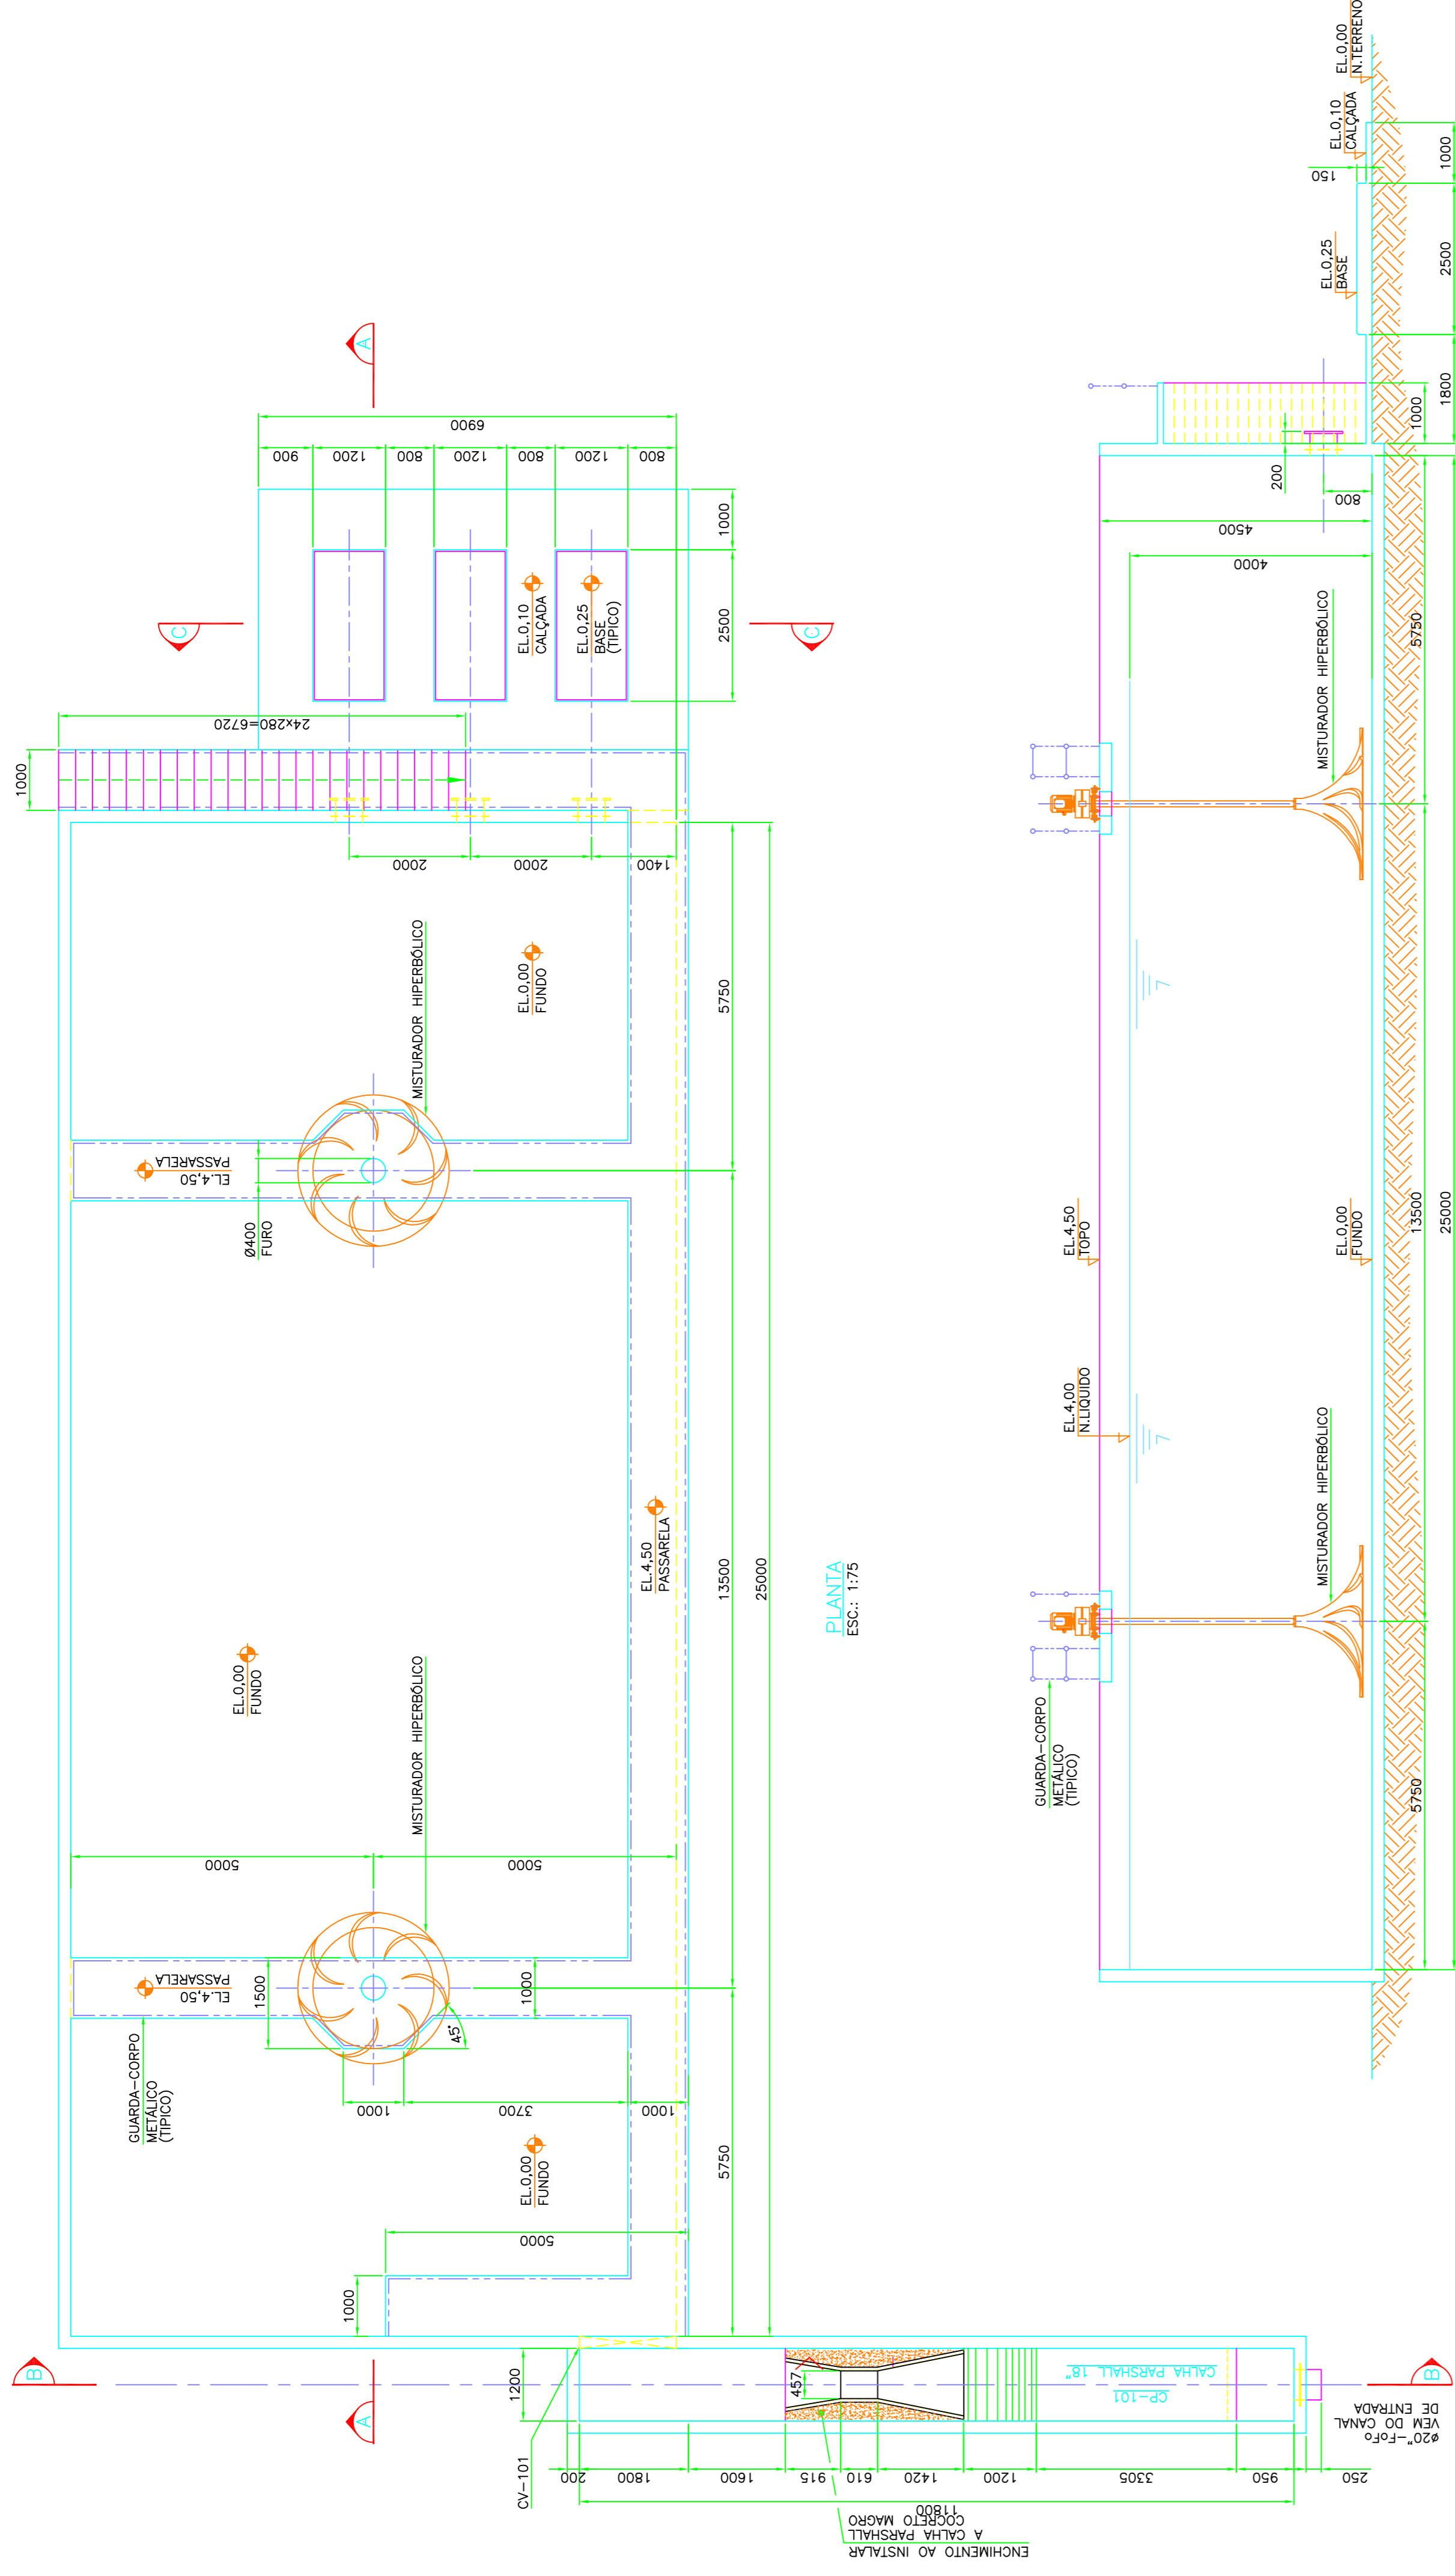 EL.0,00
N.TERRENO
EL.0,10
CALÇADA
150
1000
EL.0,25
BASE
2500
1800
1000
200
800
4500
4000
MISTURADOR HIPERBÓLICO
5750
EL.4,50
TOPO
EL.0,00
FUNDO
13500
25000
EL.4,00
N.LIQUIDO
MISTURADOR HIPERBÓLICO
GUARDA-CORPO
METÁLICO
(TIPICO)
5750
A
6900
900
1200
800
1200
800
1200
800
1000
2500
C
C
EL.0,10
CALÇADA
EL.0,25
BASE
(TIPICO)
24x280=6720
1000
2000
2000
1400
MISTURADOR HIPERBÓLICO
EL.0,00
FUNDO
5750
EL.4,50
PASSARELA
Ø400
FURO
EL.4,50
PASSARELA
13500
25000
PLANTA
ESC.: 1:75
EL.0,00
FUNDO
MISTURADOR HIPERBÓLICO
5000
5000
EL.4,50
PASSARELA
1500
1000
45°
GUARDA-CORPO
METÁLICO
(TIPICO)
1000
3700
1000
EL.0,00
FUNDO
5750
5000
1000
B
A
1200
457
CP-101
CALHA PARSHALL 18"
B
ø20"-FoFo
VEM DO CANAL
DE ENTRADA
CV-101
200
1800
1600
915
610
1420
1200
3305
950
250
11800
ENCHIMENTO AO INSTALAR
A CALHA PARSHALL
COCRETO MAGRO